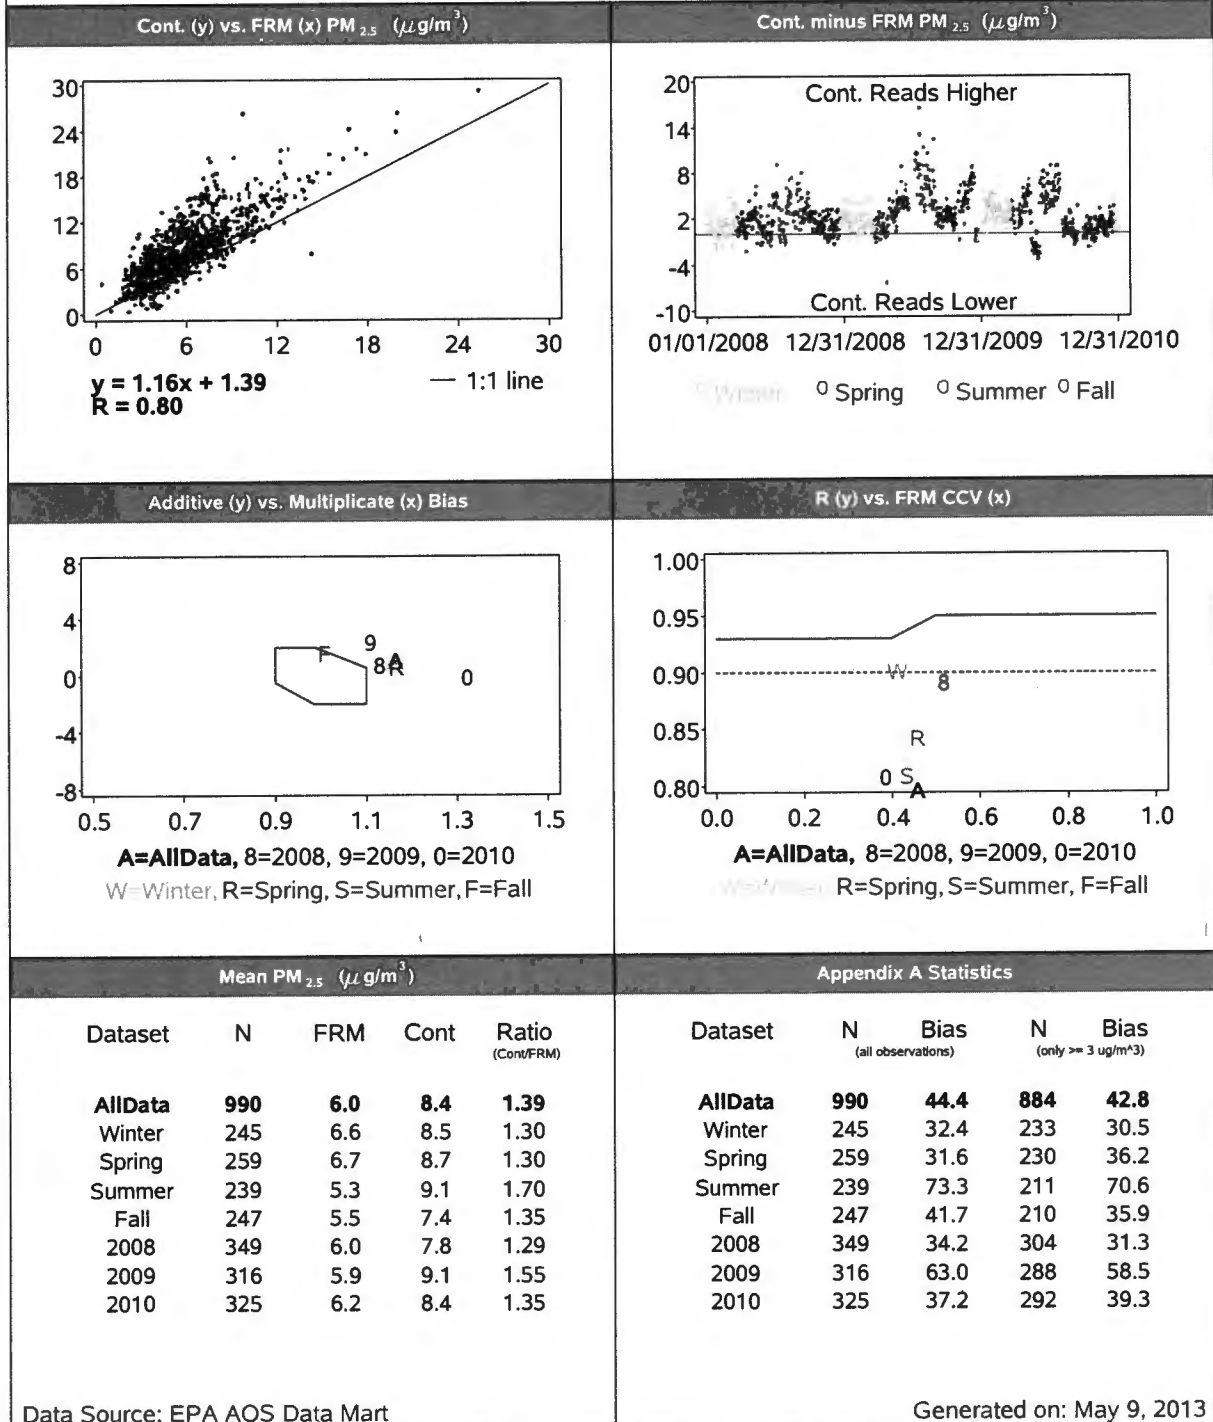 Cont. (y) vs. FRM (x) PM 2.5 (µg/m3)
30
24
18
12
6
0
0 6 12 18 24 30
y = 1.16x + 1.39
R = 0.80
— 1:1 line
Cont. minus FRM PM 2.5 (µg/m3)
20
14
8
2
-4
-10
Cont. Reads Higher
Cont. Reads Lower
01/01/2008 12/31/2008 12/31/2009 12/31/2010
Winter Spring Summer Fall
Additive (y) vs. Multiplicate (x) Bias
8
4
0
-4
-8
F 9 8 A R 0
0.5 0.7 0.9 1.1 1.3 1.5
A=AllData, 8=2008, 9=2009, 0=2010
W=Winter, R=Spring, S=Summer, F=Fall
R (y) vs. FRM CCV (x)
1.00
0.95
0.90
0.85
0.80
W 8
R
0 S
A
0.0 0.2 0.4 0.6 0.8 1.0
A=AllData, 8=2008, 9=2009, 0=2010
W=Winter, R=Spring, S=Summer, F=Fall
Mean PM 2.5 (µg/m3)
Dataset N FRM Cont Ratio
(Cont/FRM)
AllData 990 6.0 8.4 1.39
Winter 245 6.6 8.5 1.30
Spring 259 6.7 8.7 1.30
Summer 239 5.3 9.1 1.70
Fall 247 5.5 7.4 1.35
2008 349 6.0 7.8 1.29
2009 316 5.9 9.1 1.55
2010 325 6.2 8.4 1.35
Appendix A Statistics
Dataset N Bias N Bias
(all observations) (only >= 3 ug/m^3)
AllData 990 44.4 884 42.8
Winter 245 32.4 233 30.5
Spring 259 31.6 230 36.2
Summer 239 73.3 211 70.6
Fall 247 41.7 210 35.9
2008 349 34.2 304 31.3
2009 316 63.0 288 58.5
2010 325 37.2 292 39.3
Data Source: EPA AQS Data Mart
Generated on: May 9, 2013